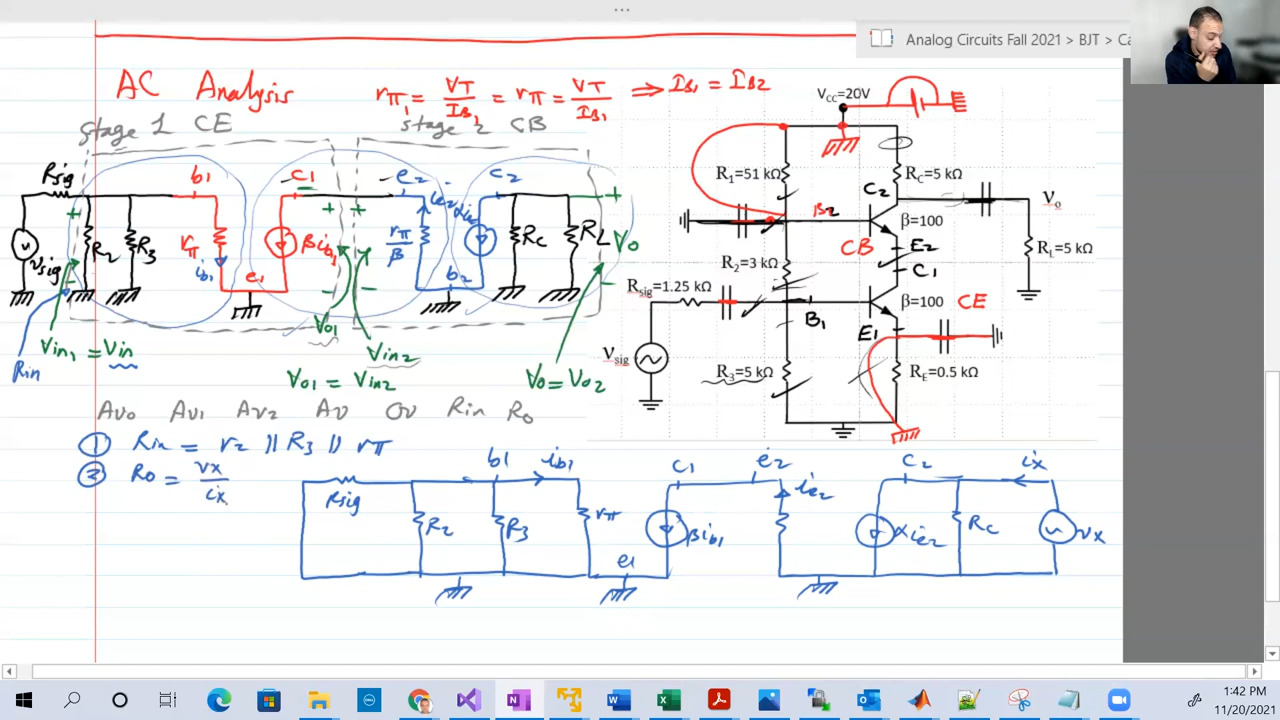 Analog Circuits Fall 2021 > BJT > Ca
AC Analysis
rπ1 = VT/IB1 = rπ = VT/IB1 ⟹ IB1 = IB2
VCC=20V
Stage 1 CE
Stage 2 CB
R1=51 kΩ
RC=5 kΩ
C2
vo
B2
β=100
CB
E2
C1
RL=5 kΩ
R2=3 kΩ
Rsig=1.25 kΩ
β=100
CE
B1
E1
vsig
R3=5 kΩ
RE=0.5 kΩ
Rsig
b1
C1
e2
C2
+
+ +
+
vsig
R2
R3
rπ
ib1
βib1
ie2
rπ/β
αie2
RC
RL
Vo
e1
b2
-
- -
-
Vin1 = Vin
Rin
Vo1
Vin2
Vo1 = Vin2
Vo = Vo2
Avo Av1 Av2 Av Gv Rin Ro
① Rin = r2 || R3 || rπ
② Ro = vx/ix
Rsig
b1
ib1
R2
R3
rπ
e1
C1
e2
βib1
ie2
C2
ix
αie2
RC
vx
1:42 PM
11/20/2021